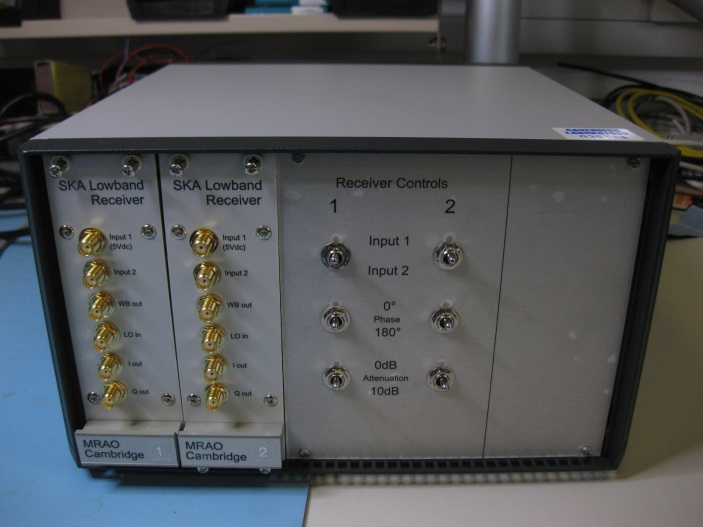 SKA Lowband
Receiver
Input 1
(5Vdc)
Input 2
WB out
LO in
I out
Q out
MRAO
Cambridge 1
SKA Lowband
Receiver
Input 1
(5Vdc)
Input 2
WB out
LO in
I out
Q out
MRAO
Cambridge 2
Receiver Controls
1 2
Input 1
Input 2
0°
Phase
180°
0dB
Attenuation
10dB
CAVENDISH
LABORATORY